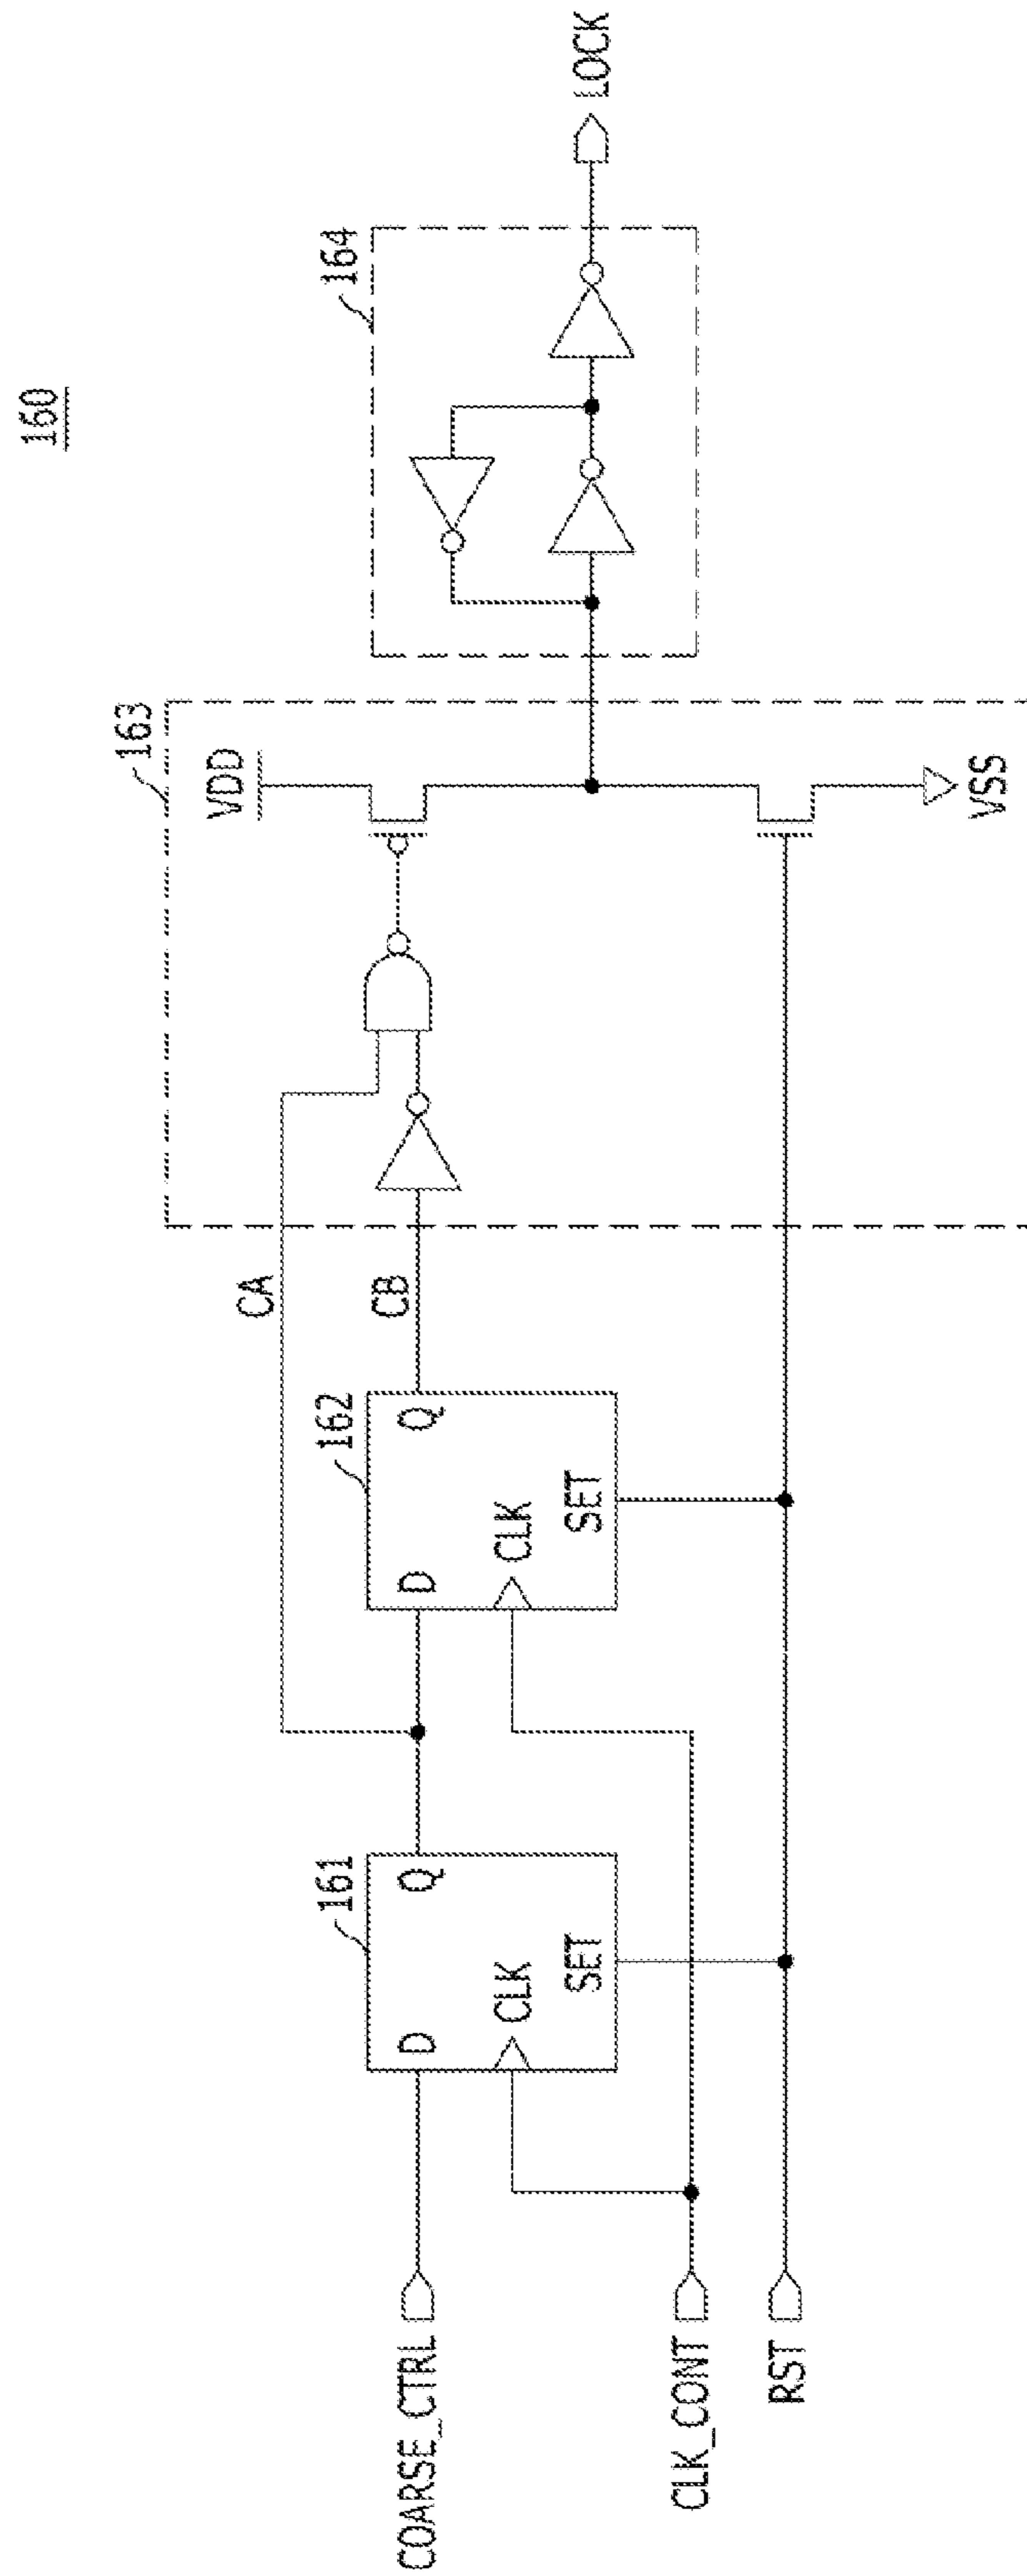 160
COARSE_CTRL
CLK_CONT
RST
161
D
Q
CLK
SET
162
D
Q
CLK
SET
CA
CB
163
VDD
VSS
164
LOCK